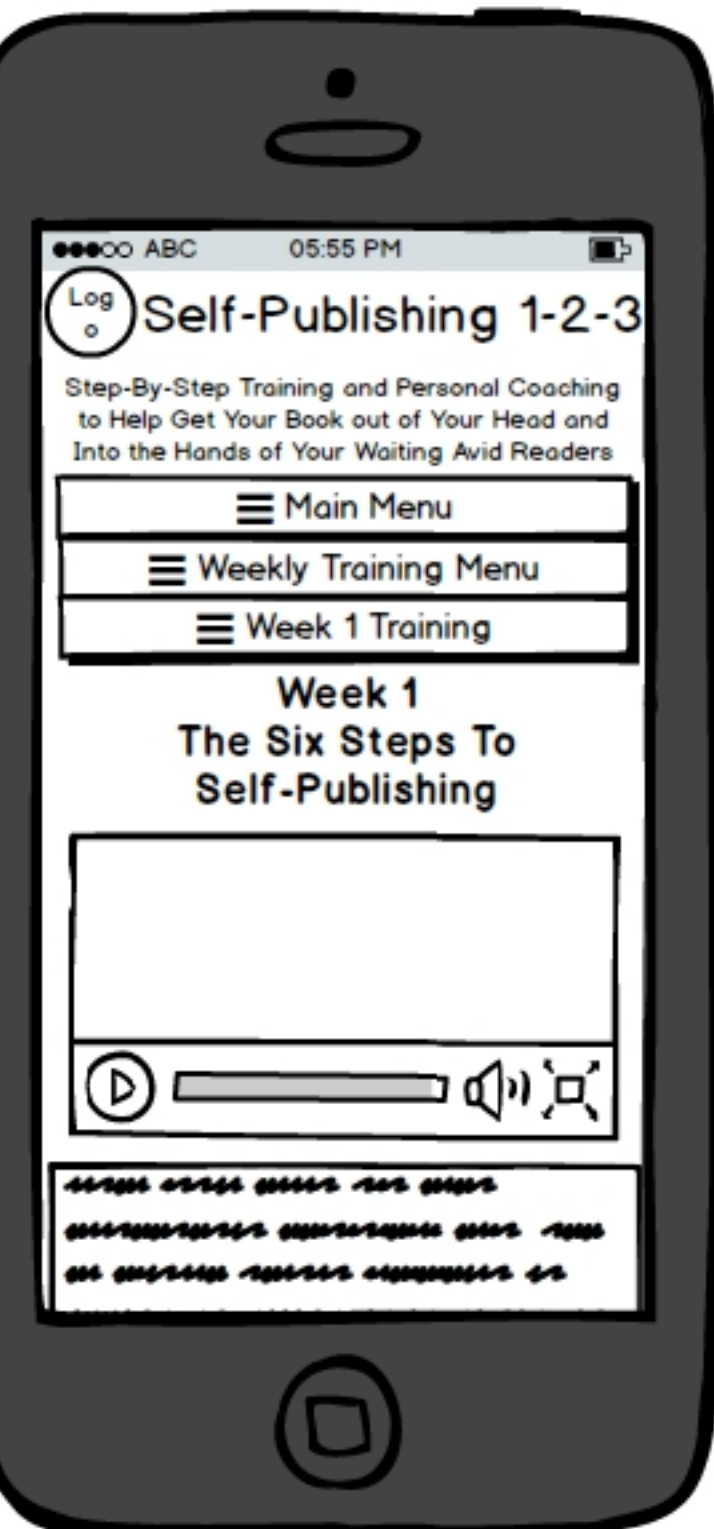 ABC 05:55 PM
Log
o
Self-Publishing 1-2-3
Step-By-Step Training and Personal Coaching
to Help Get Your Book out of Your Head and
Into the Hands of Your Waiting Avid Readers
Main Menu
Weekly Training Menu
Week 1 Training
Week 1
The Six Steps To
Self-Publishing